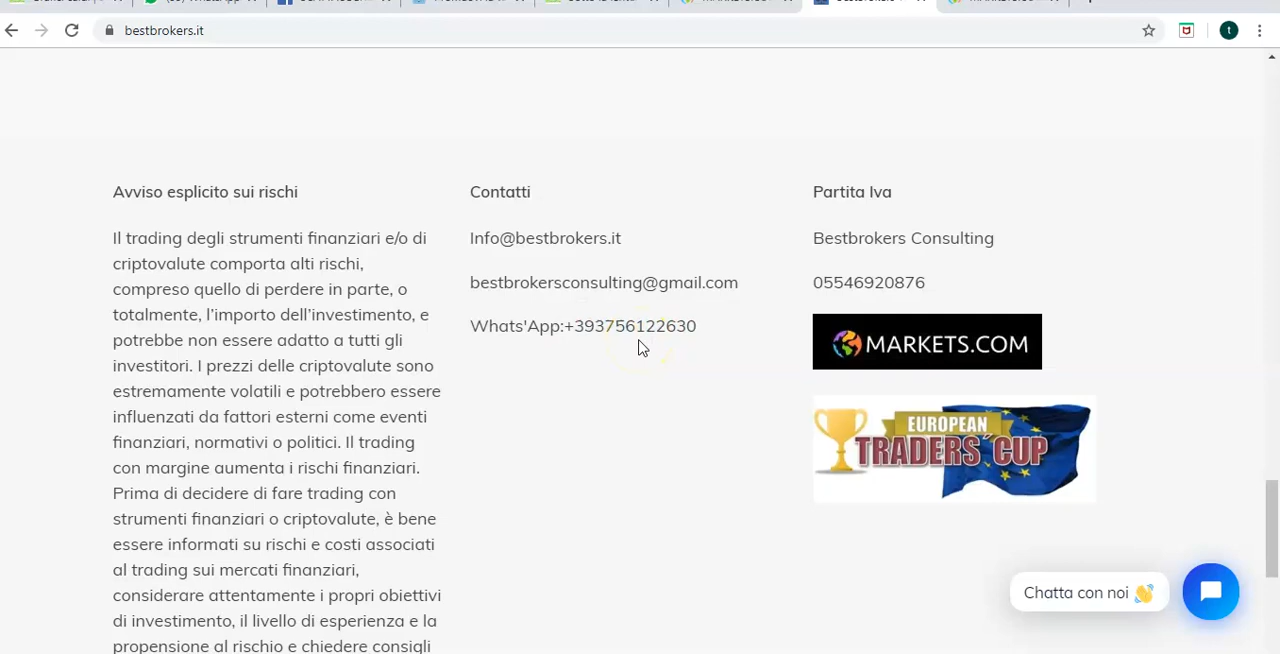 bestbrokers.it
t
Avviso esplicito sui rischi
Il trading degli strumenti finanziari e/o di
criptovalute comporta alti rischi,
compreso quello di perdere in parte, o
totalmente, l'importo dell'investimento, e
potrebbe non essere adatto a tutti gli
investitori. I prezzi delle criptovalute sono
estremamente volatili e potrebbero essere
influenzati da fattori esterni come eventi
finanziari, normativi o politici. Il trading
con margine aumenta i rischi finanziari.
Prima di decidere di fare trading con
strumenti finanziari o criptovalute, è bene
essere informati su rischi e costi associati
al trading sui mercati finanziari,
considerare attentamente i propri obiettivi
di investimento, il livello di esperienza e la
propensione al rischio e chiedere consigli
Contatti
Info@bestbrokers.it
bestbrokersconsulting@gmail.com
Whats'App:+393756122630
Partita Iva
Bestbrokers Consulting
05546920876
MARKETS.COM
EUROPEAN
TRADERS´CUP
Chatta con noi 👋